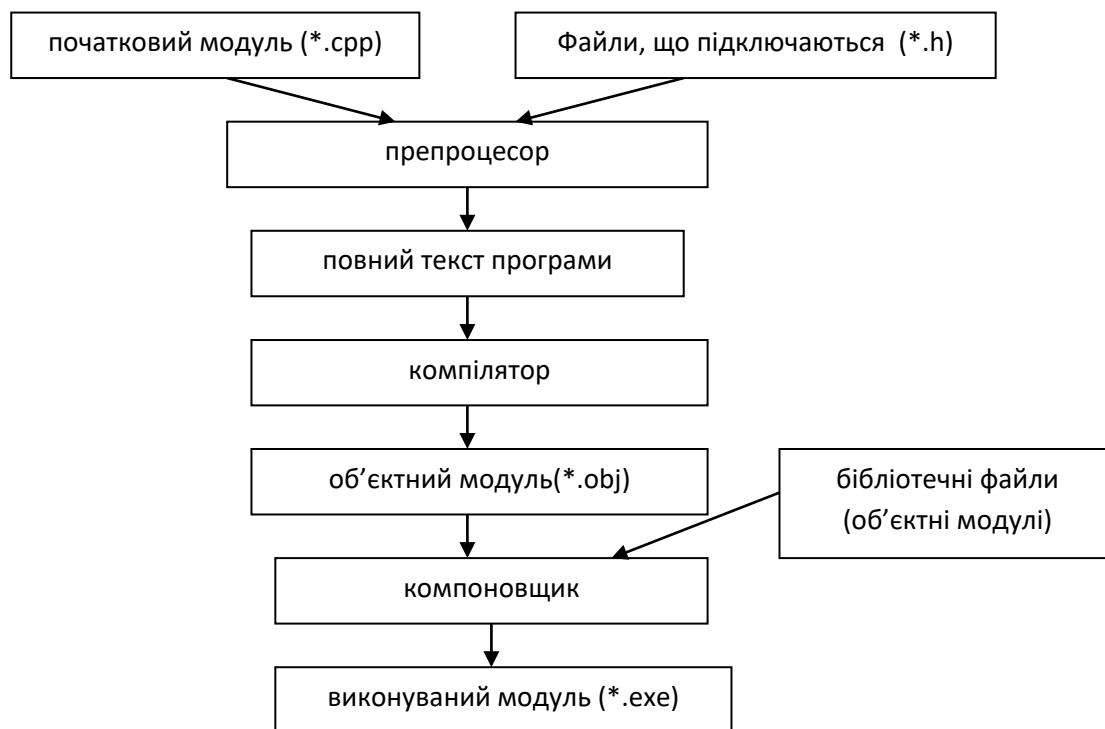 початковий модуль (*.cpp)
Файли, що підключаються (*.h)
препроцесор
повний текст програми
компілятор
об’єктний модуль(*.obj)
бібліотечні файли
(об’єктні модулі)
компоновщик
виконуваний модуль (*.exe)